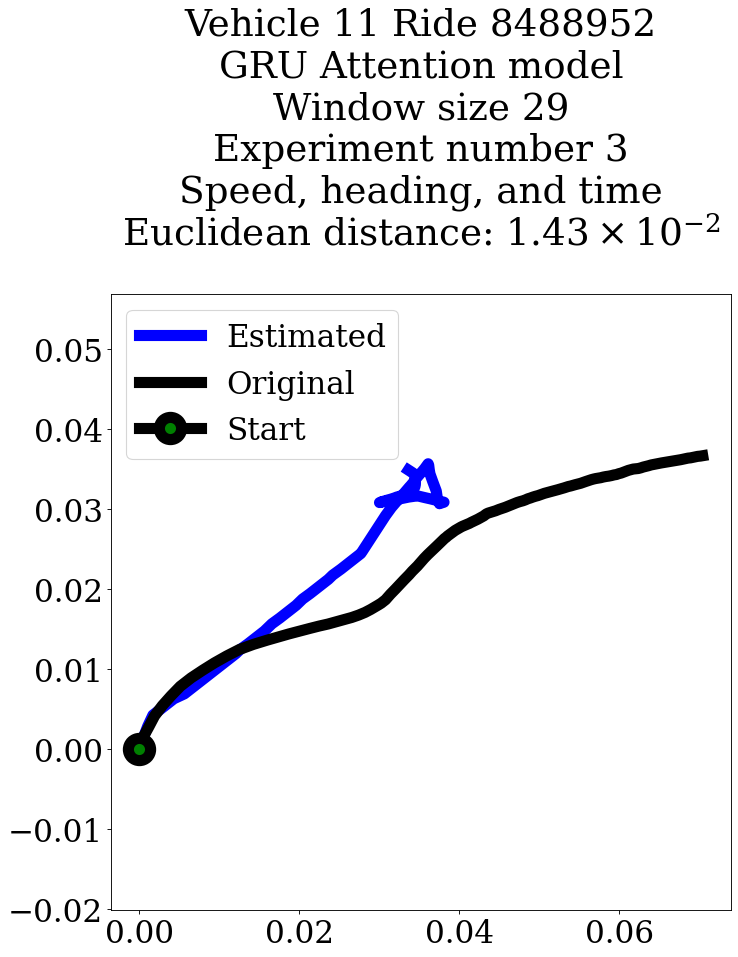 Vehicle 11 Ride 8488952
GRU Attention model
Window size 29
Experiment number 3
Speed, heading, and time
Euclidean distance: 1.43 × 10⁻²
Estimated
Original
Start
0.05
0.04
0.03
0.02
0.01
0.00
−0.01
−0.02
0.00 0.02 0.04 0.06